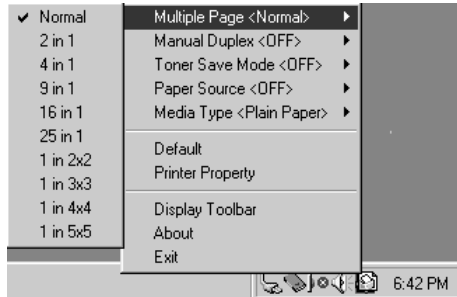 Normal
2 in 1
4 in 1
9 in 1
16 in 1
25 in 1
1 in 2x2
1 in 3x3
1 in 4x4
1 in 5x5
Multiple Page <Normal>
Manual Duplex <OFF>
Toner Save Mode <OFF>
Paper Source <OFF>
Media Type <Plain Paper>
Default
Printer Property
Display Toolbar
About
Exit
6:42 PM